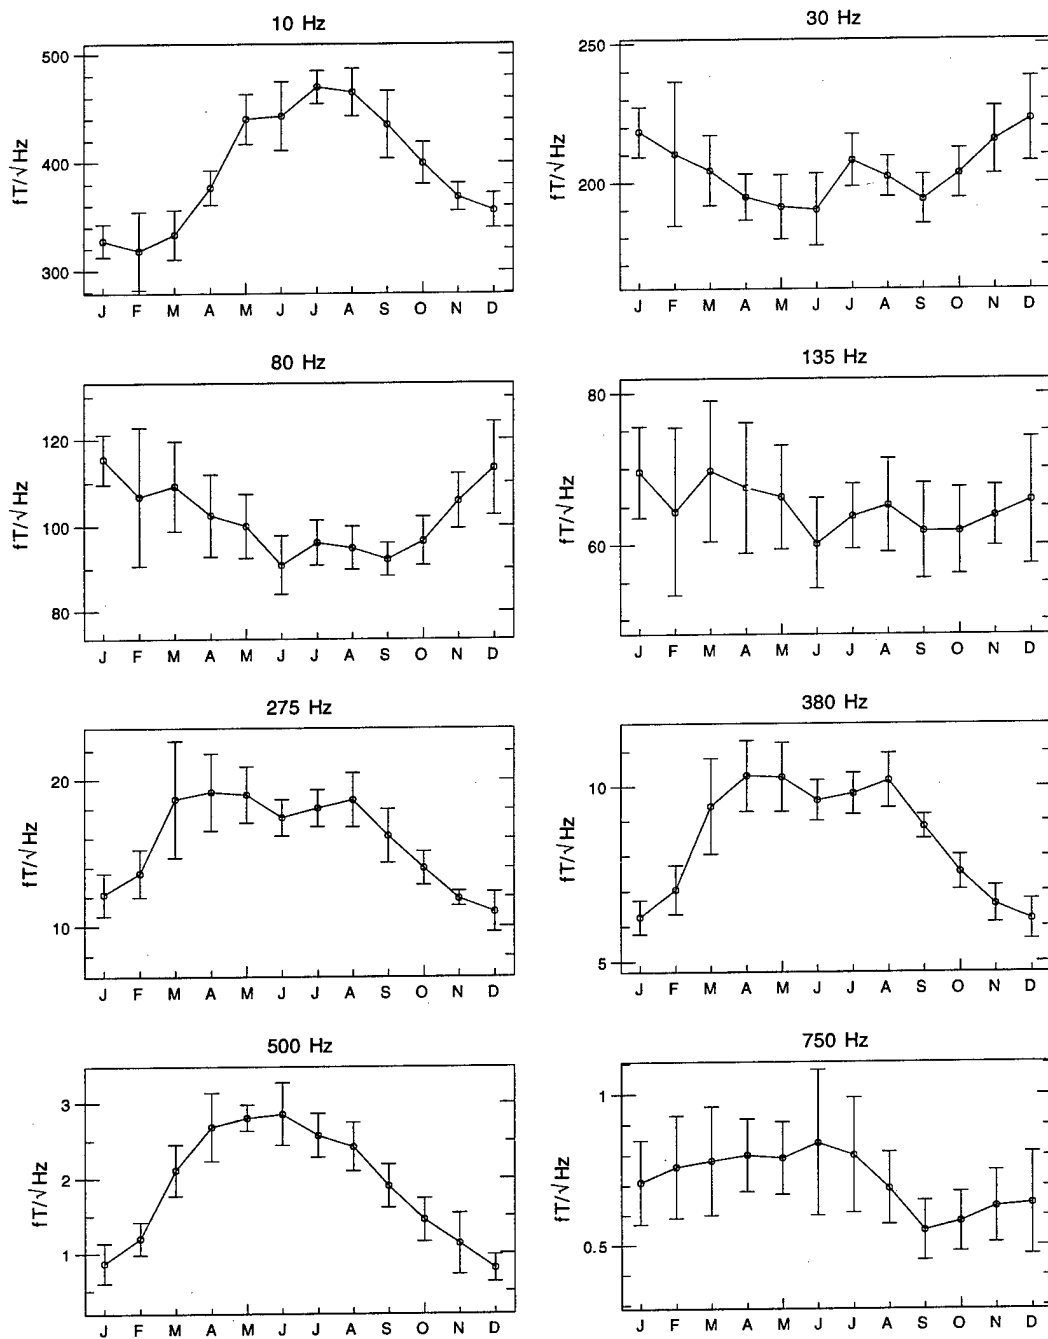 10 Hz
500
400
300
fT/√Hz
J F M A M J J A S O N D
30 Hz
250
200
fT/√Hz
J F M A M J J A S O N D
80 Hz
120
100
80
fT/√Hz
J F M A M J J A S O N D
135 Hz
80
60
fT/√Hz
J F M A M J J A S O N D
275 Hz
20
10
fT/√Hz
J F M A M J J A S O N D
380 Hz
10
5
fT/√Hz
J F M A M J J A S O N D
500 Hz
3
2
1
fT/√Hz
J F M A M J J A S O N D
750 Hz
1
0.5
fT/√Hz
J F M A M J J A S O N D